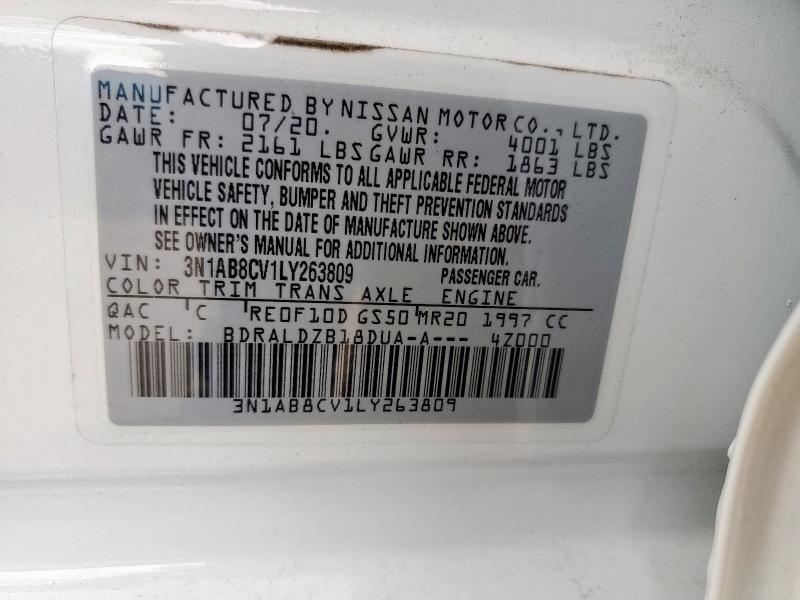 MANUFACTURED BY NISSAN MOTOR CO., LTD.
DATE: 07/20. GVWR: 4001 LBS
GAWR FR: 2161 LBS GAWR RR: 1863 LBS
THIS VEHICLE CONFORMS TO ALL APPLICABLE FEDERAL MOTOR
VEHICLE SAFETY, BUMPER AND THEFT PREVENTION STANDARDS
IN EFFECT ON THE DATE OF MANUFACTURE SHOWN ABOVE.
SEE OWNER'S MANUAL FOR ADDITIONAL INFORMATION.
VIN: 3N1AB8CV1LY263809 PASSENGER CAR.
COLOR TRIM TRANS AXLE ENGINE
QAC C RE0F10D GS50 MR20 1997 CC
MODEL: BDRALDZB18DUA-A--- 4Z000
3N1AB8CV1LY263809